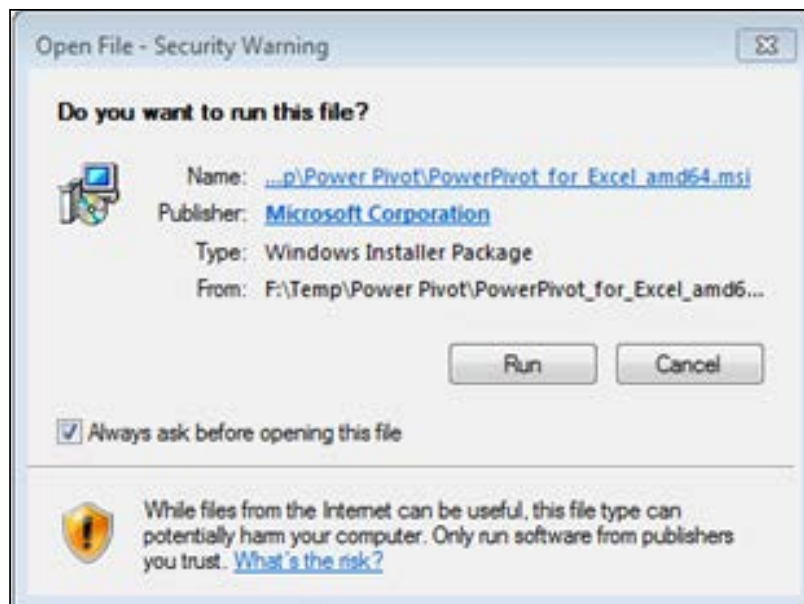 Open File - Security Warning
Do you want to run this file?
Name: ...p\Power Pivot\PowerPivot_for_Excel_amd64.msi
Publisher: Microsoft Corporation
Type: Windows Installer Package
From: F:\Temp\Power Pivot\PowerPivot_for_Excel_amd6...
Run Cancel
Always ask before opening this file
While files from the Internet can be useful, this file type can
potentially harm your computer. Only run software from publishers
you trust. What's the risk?